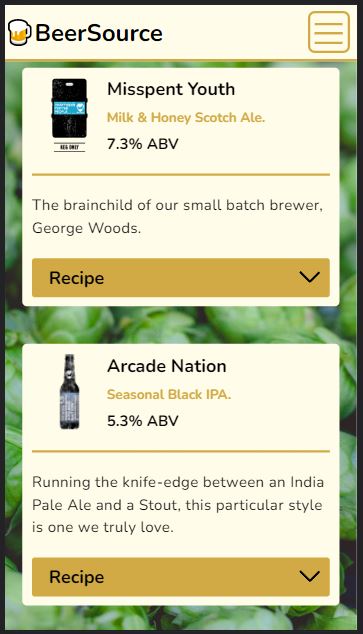 BeerSource
Misspent Youth
Milk & Honey Scotch Ale.
7.3% ABV
KEG ONLY
The brainchild of our small batch brewer,
George Woods.
Recipe
Arcade Nation
Seasonal Black IPA.
5.3% ABV
Running the knife-edge between an India
Pale Ale and a Stout, this particular style
is one we truly love.
Recipe